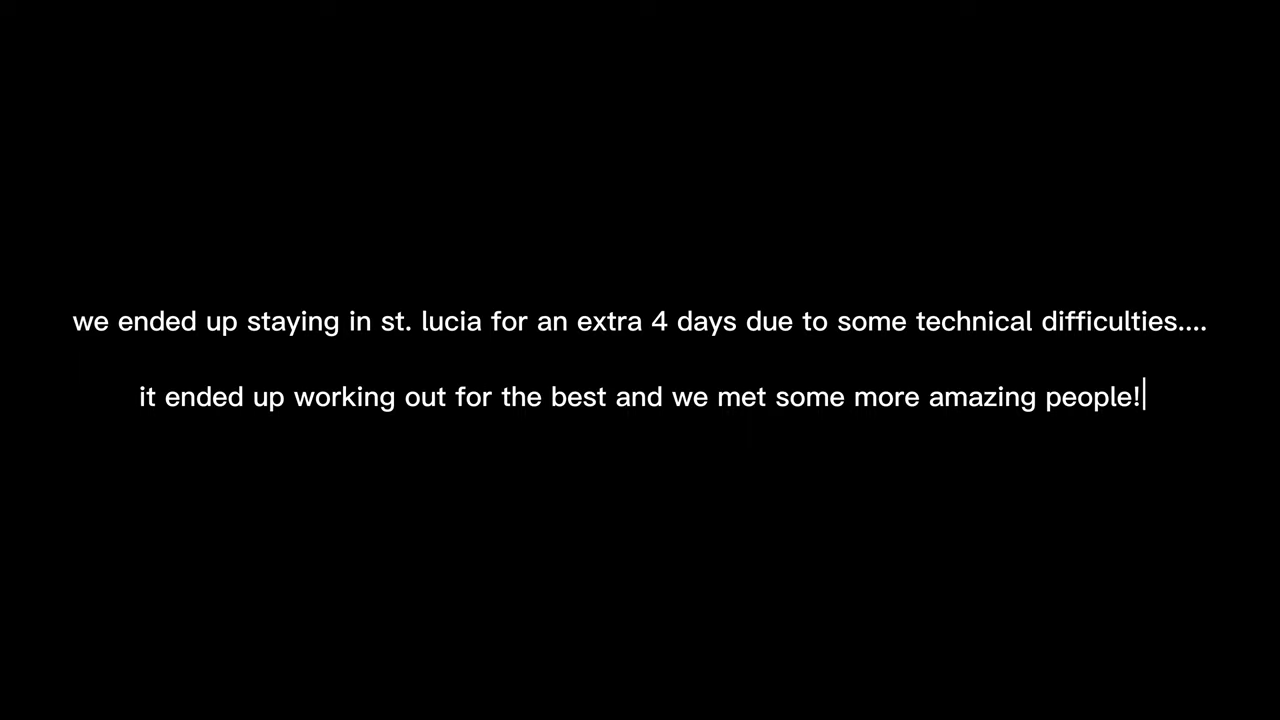 we ended up staying in st. lucia for an extra 4 days due to some technical difficulties....
it ended up working out for the best and we met some more amazing people!